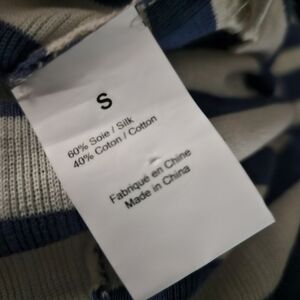 S
60% Soie / Silk
40% Coton / Cotton
Fabriqué en Chine
Made in China